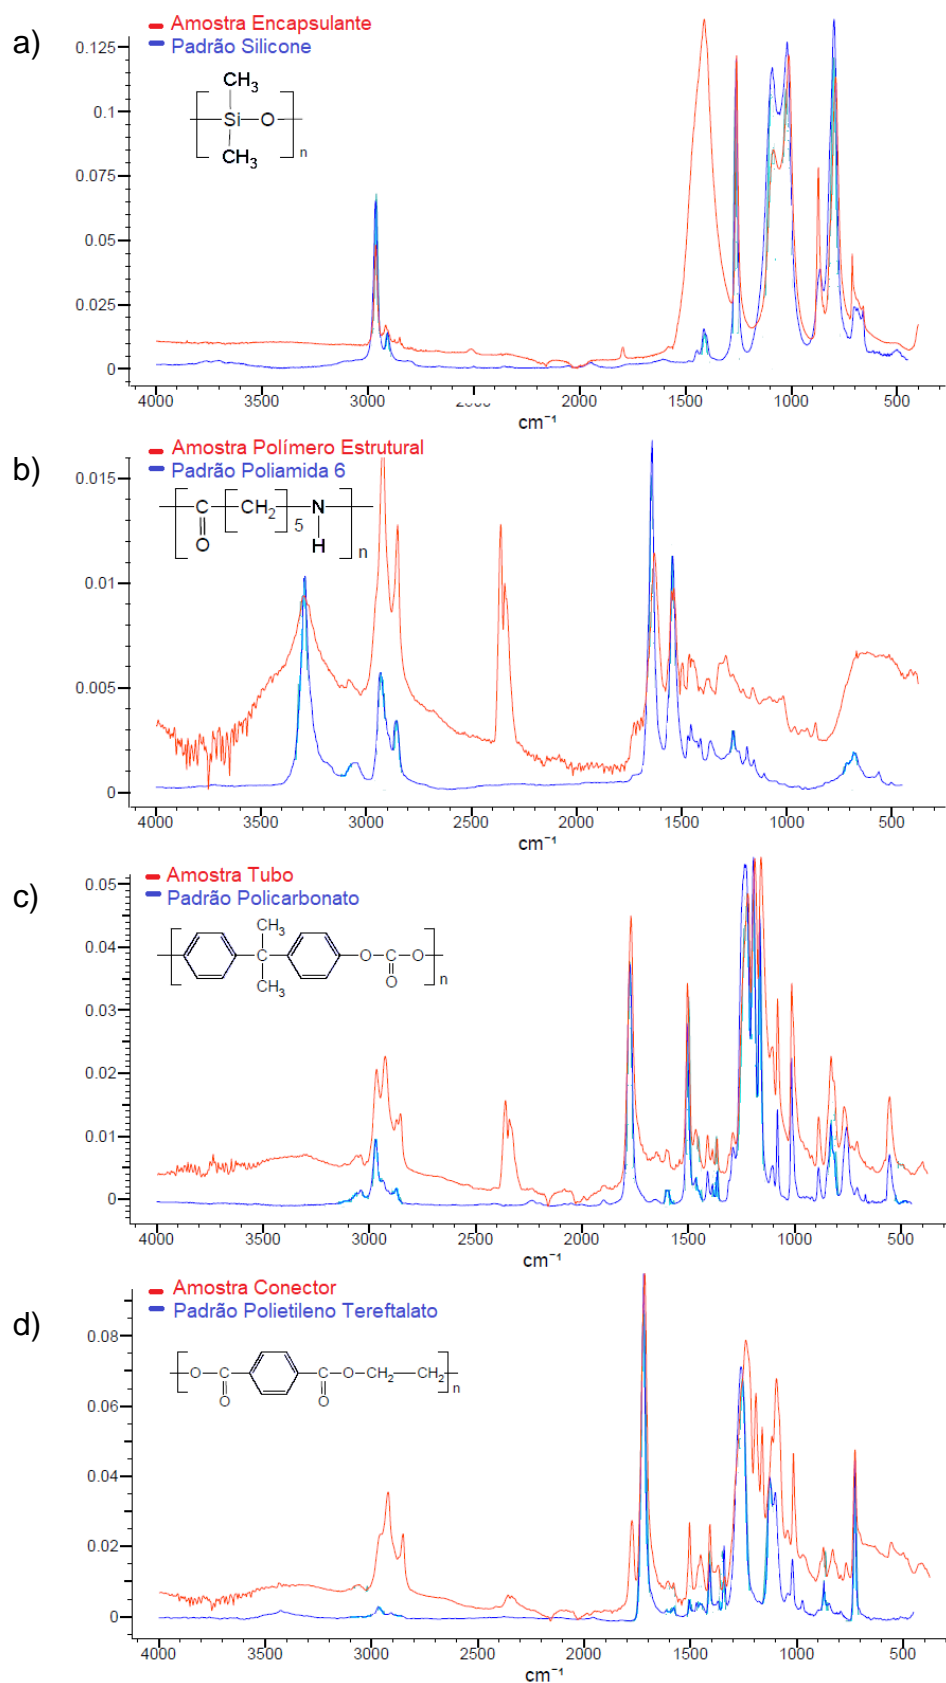 a)
Amostra Encapsulante
Padrão Silicone
CH3
Si
O
CH3
n
0.125
0.1
0.075
0.05
0.025
0
4000 3500 3000 2000 1500 1000 500
cm⁻¹
b)
Amostra Polímero Estrutural
Padrão Poliamida 6
C CH2 N
5
O H
n
0.015
0.01
0.005
0
4000 3500 3000 2500 2000 1500 1000 500
cm⁻¹
c)
Amostra Tubo
Padrão Policarbonato
CH3
C O C O
CH3 O
n
0.05
0.04
0.03
0.02
0.01
0
4000 3500 3000 2500 2000 1500 1000 500
cm⁻¹
d)
Amostra Conector
Padrão Polietileno Tereftalato
O C C O CH2 CH2
n
O O
0.08
0.06
0.04
0.02
0
4000 3500 3000 2500 2000 1500 1000 500
cm⁻¹